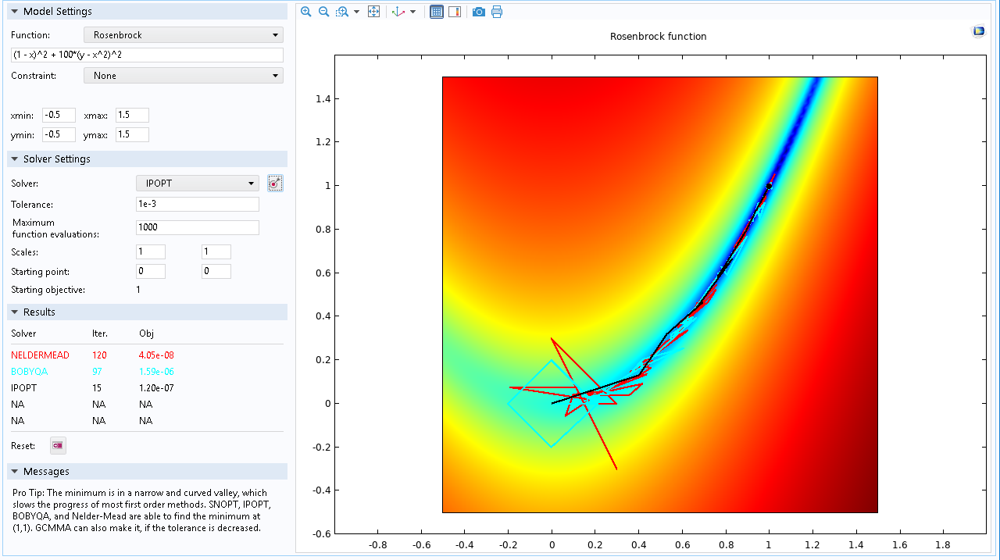 Model Settings
Function: Rosenbrock
(1 - x)^2 + 100*(y - x^2)^2
Constraint: None
xmin: -0.5 xmax: 1.5
ymin: -0.5 ymax: 1.5
Solver Settings
Solver: IPOPT
Tolerance: 1e-3
Maximum
function evaluations: 1000
Scales: 1 1
Starting point: 0 0
Starting objective: 1
Results
Solver Iter. Obj
NELDERMEAD 120 4.05e-08
BOBYQA 97 1.59e-06
IPOPT 15 1.20e-07
NA NA NA
NA NA NA
Reset:
Messages
Pro Tip: The minimum is in a narrow and curved valley, which
slows the progress of most first order methods. SNOPT, IPOPT,
BOBYQA, and Nelder-Mead are able to find the minimum at
(1,1). GCMMA can also make it, if the tolerance is decreased.
Rosenbrock function
1.4
1.2
1
0.8
0.6
0.4
0.2
0
-0.2
-0.4
-0.6
-0.8 -0.6 -0.4 -0.2 0 0.2 0.4 0.6 0.8 1 1.2 1.4 1.6 1.8